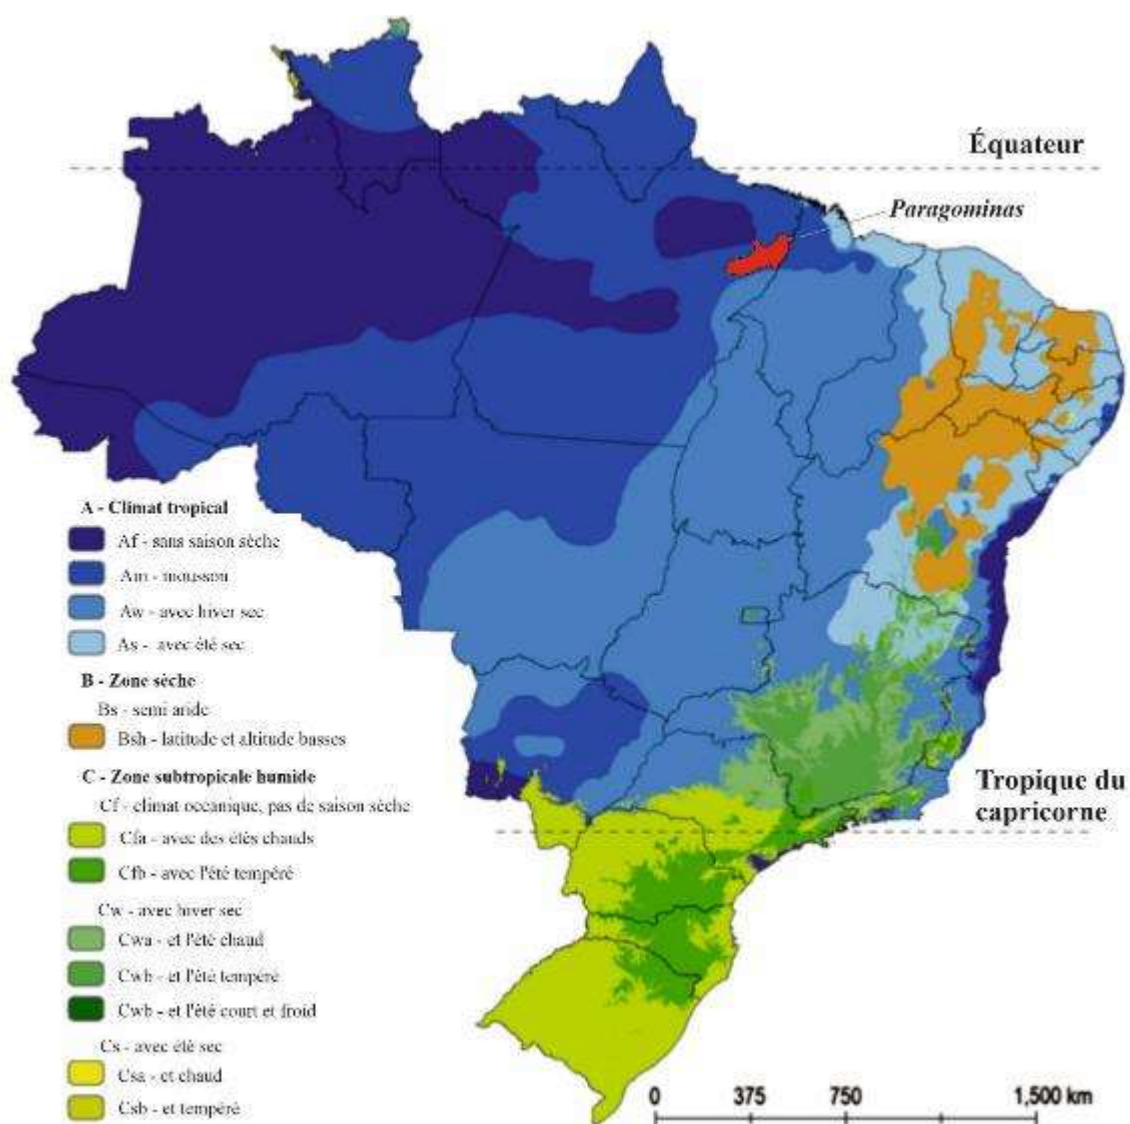 Équateur
Paragominas
A - Climat tropical
Af - sans saison sèche
Am - mousson
Aw - avec hiver sec
As - avec été sec
B - Zone sèche
Bs - semi aride
Bsh - latitude et altitude basses
C - Zone subtropicale humide
Cf - climat océanique, pas de saison sèche
Cfa - avec des étés chauds
Cfb - avec l'été tempéré
Cw - avec hiver sec
Cwa - et l'été chaud
Cwb - et l'été tempéré
Cwb - et l'été court et froid
Cs - avec été sec
Csa - et chaud
Csb - et tempéré
Tropique du
capricorne
0 375 750 1,500 km